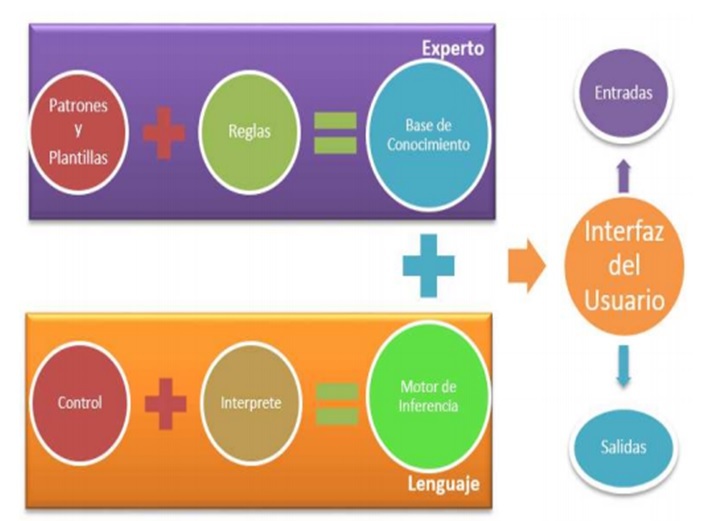 Experto
Patrones
y
Plantillas
Reglas
Base de
Conocimiento
Entradas
Interfaz
del
Usuario
Control
Interprete
Motor de
Inferencia
Lenguaje
Salidas